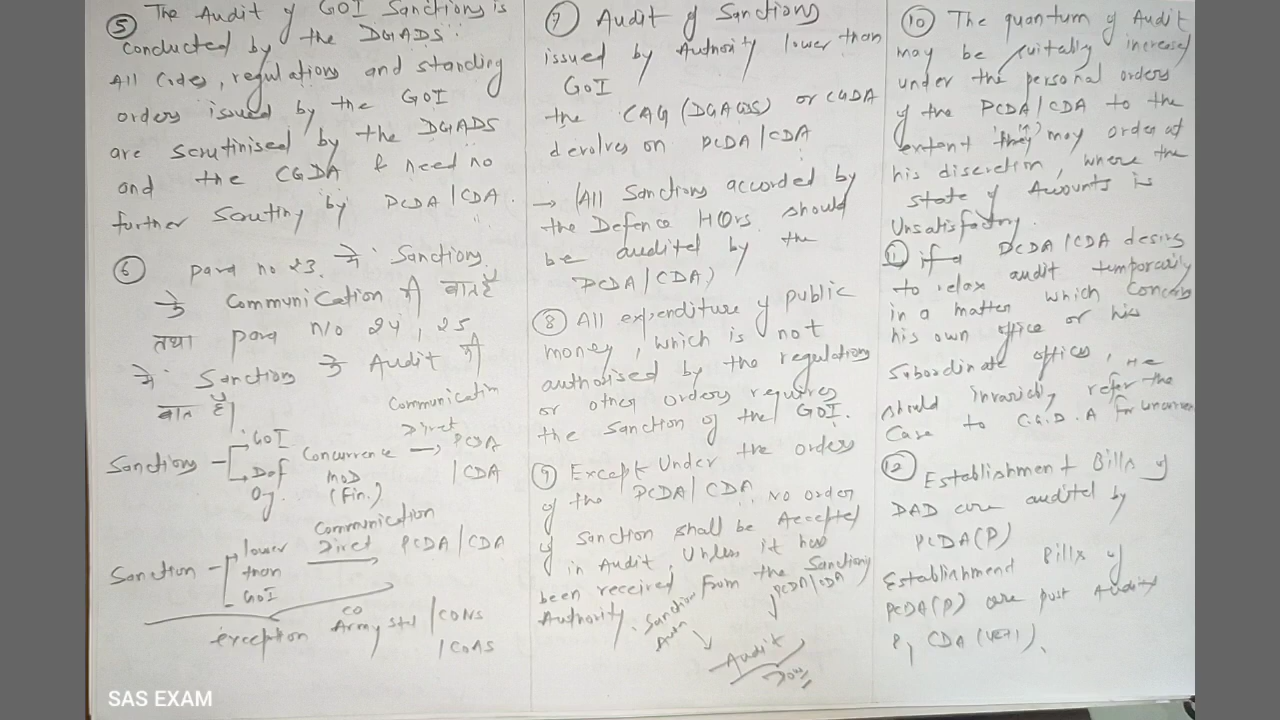 ⑤ The Audit of GOI Sanctions is
conducted by the DGADS.
All Codes, regulations and standing
orders issued by the GOI
are scrutinised by the DGADS
and the CGDA & need no
further Scrutiny by PCDA/CDA.
⑥ para no 23. में Sanctions
के communication की बात है
तथा para n/o 24, 25
में Sanctions के Audit की
बात है।
Communication
Direct
Sanctions - GOI
Def
Concurrence → PCDA
MOD /CDA
(Fin.)
Communication
Sanction - lower Direct PCDA/CDA
than
GOI
exception Army Std /CONS
/COAS
⑦ Audit of Sanctions
issued by Authority lower than
GOI
the CAG (DGADS) or CGDA
devolves on PCDA/CDA
→ (All Sanctions accorded by
the Defence HQrs should
be audited by the
PCDA/CDA)
⑧ All expenditure of public
money, which is not
authorised by the regulations
or other orders requires
the Sanction of the GOI.
⑨ Except Under the orders
of the PCDA/CDA No order
of Sanction shall be Accepted
in Audit, Unless it has
been received from the Sanctioning
Authority.
Sanction PCDA/CDA
Auth
Audit
⑩ The quantum of Audit
may be suitably increased
under the personal orders
of the PCDA/CDA to the
extent they may order at
his discretion, where the
state of Accounts is
Unsatisfactory.
⑪ if a PCDA/CDA desires
to relax audit temporarily
in a matter which concerns
his own office or his
Subordinate offices, He
should invariably refer the
Case to C.G.D.A for concurrence
⑫ Establishment Bills of
DAD are audited by
PCDA(P)
Establishment Bills of
PCDA(P) are post Audited
by CDA
SAS EXAM